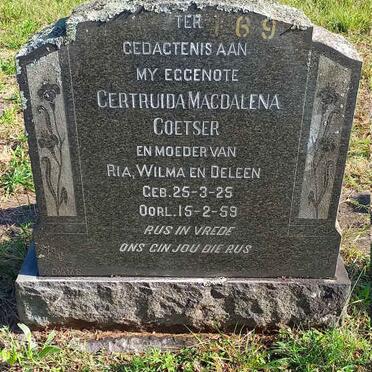 TER 169
GEDACTENIS AAN
MY EGGENOTE
GERTRUIDA MAGDALENA
COETSER
EN MOEDER VAN
RIA, WILMA EN DELEEN
GEB. 25-3-25
OORL. 15-2-59
RUS IN VREDE
ONS GUN JOU DIE RUS